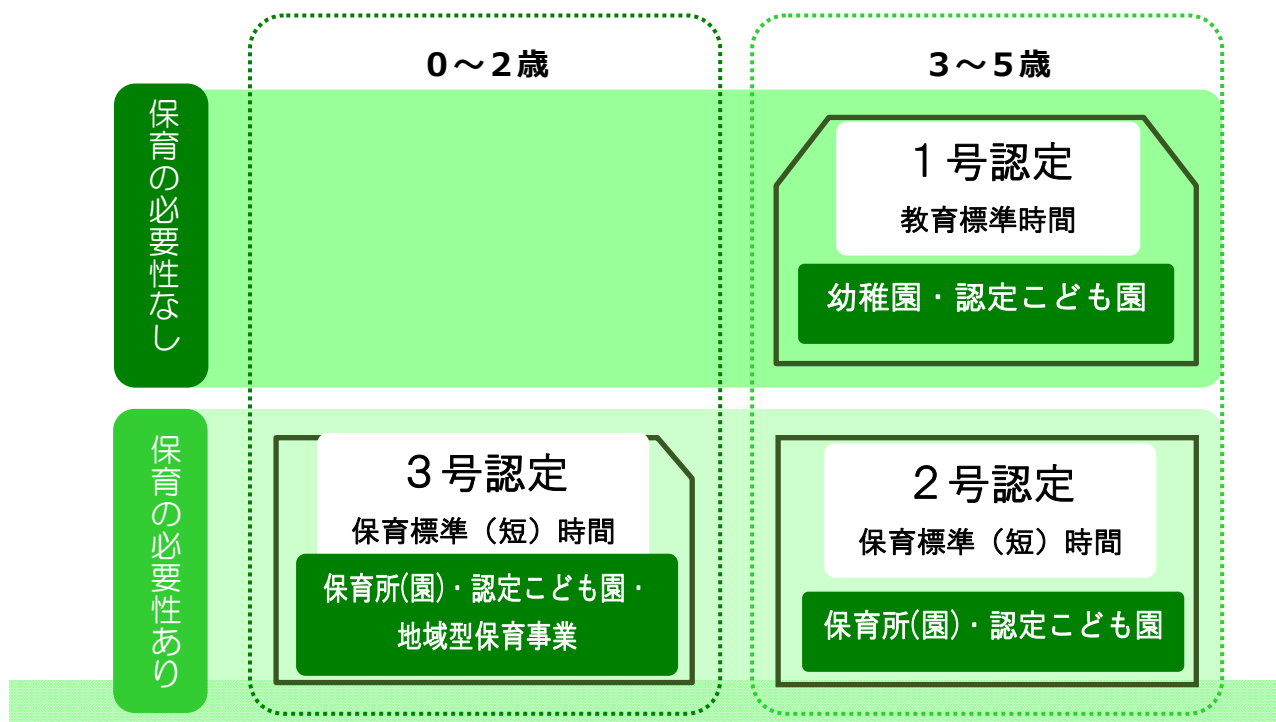 ０～２歳
３～５歳
保育の必要性なし
１号認定
教育標準時間
幼稚園・認定こども園
保育の必要性あり
３号認定
保育標準（短）時間
保育所(園)・認定こども園・
地域型保育事業
２号認定
保育標準（短）時間
保育所(園)・認定こども園